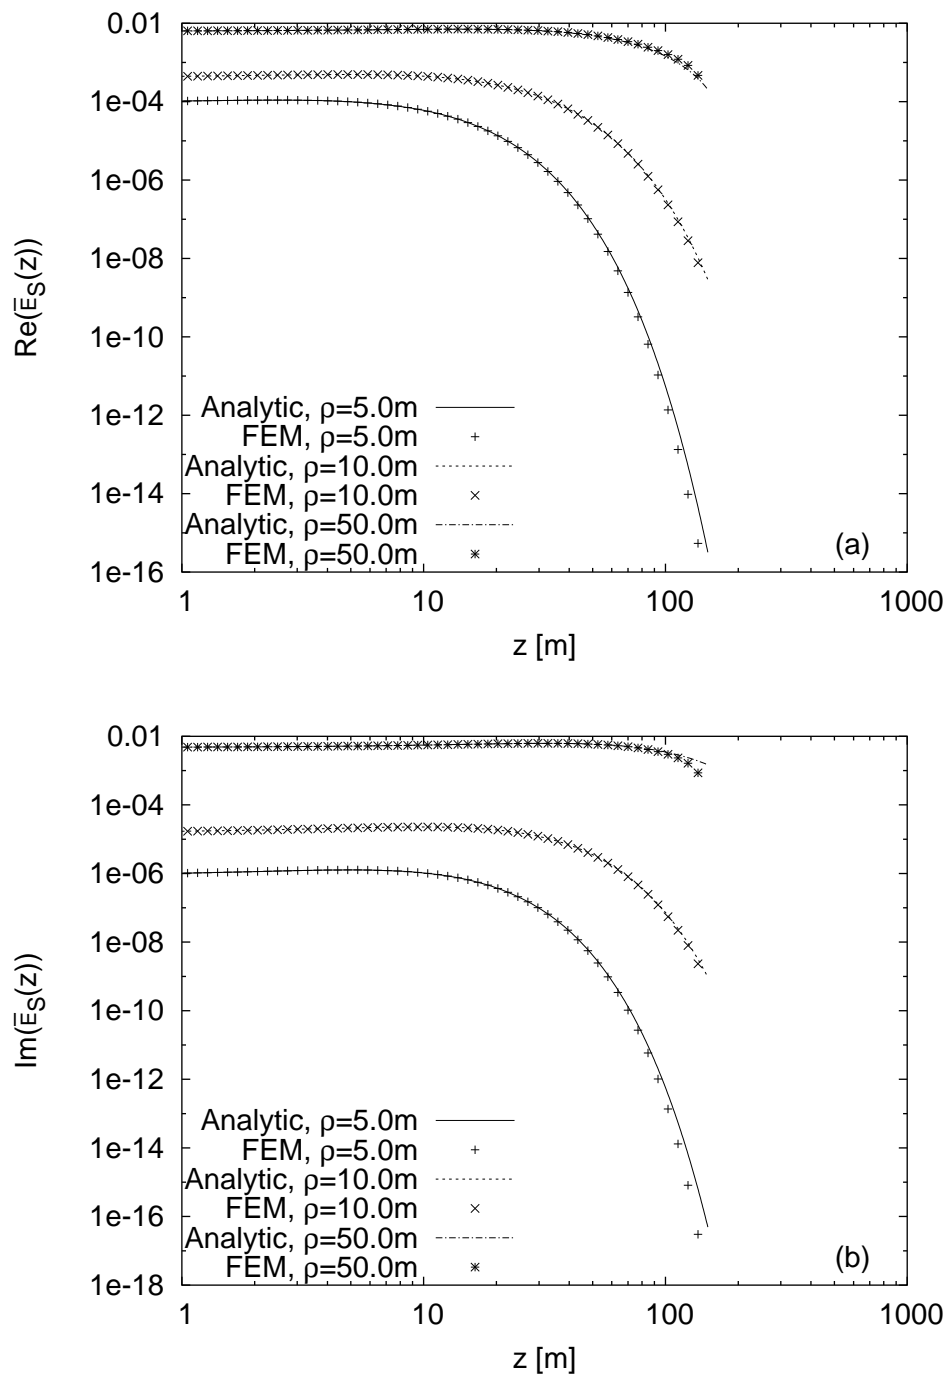 0.01
1e-04
1e-06
1e-08
1e-10
1e-12
1e-14
1e-16
Re(E̅S(z))
Analytic, ρ=5.0m
FEM, ρ=5.0m
Analytic, ρ=10.0m
FEM, ρ=10.0m
Analytic, ρ=50.0m
FEM, ρ=50.0m
(a)
1 10 100 1000
z [m]
0.01
1e-04
1e-06
1e-08
1e-10
1e-12
1e-14
1e-16
1e-18
Im(E̅S(z))
Analytic, ρ=5.0m
FEM, ρ=5.0m
Analytic, ρ=10.0m
FEM, ρ=10.0m
Analytic, ρ=50.0m
FEM, ρ=50.0m
(b)
1 10 100 1000
z [m]